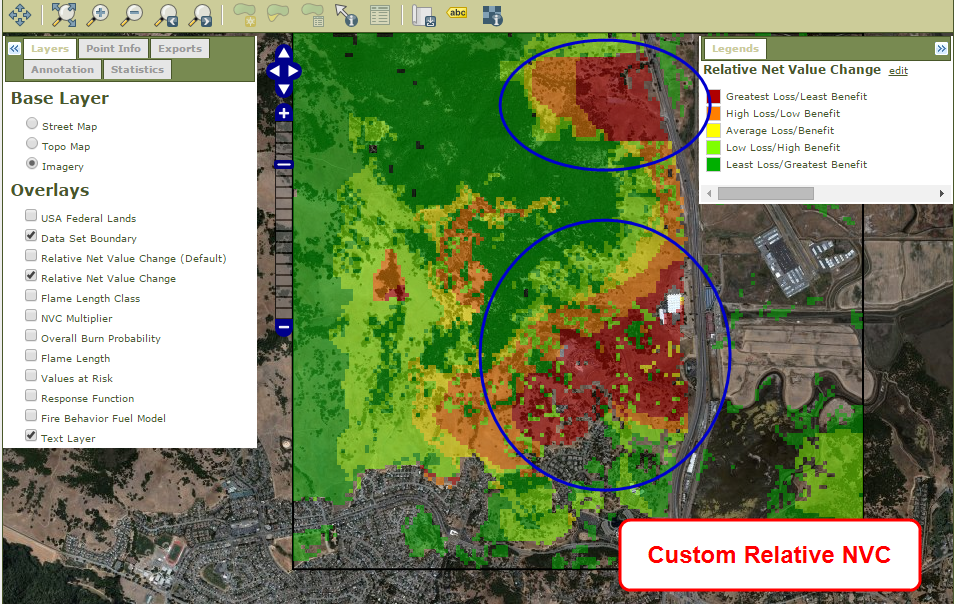 abc
Layers
Point Info
Exports
Annotation
Statistics
Base Layer
Street Map
Topo Map
Imagery
Overlays
USA Federal Lands
Data Set Boundary
Relative Net Value Change (Default)
Relative Net Value Change
Flame Length Class
NVC Multiplier
Overall Burn Probability
Flame Length
Values at Risk
Response Function
Fire Behavior Fuel Model
Text Layer
Legends
Relative Net Value Change edit
Greatest Loss/Least Benefit
High Loss/Low Benefit
Average Loss/Benefit
Low Loss/High Benefit
Least Loss/Greatest Benefit
Custom Relative NVC